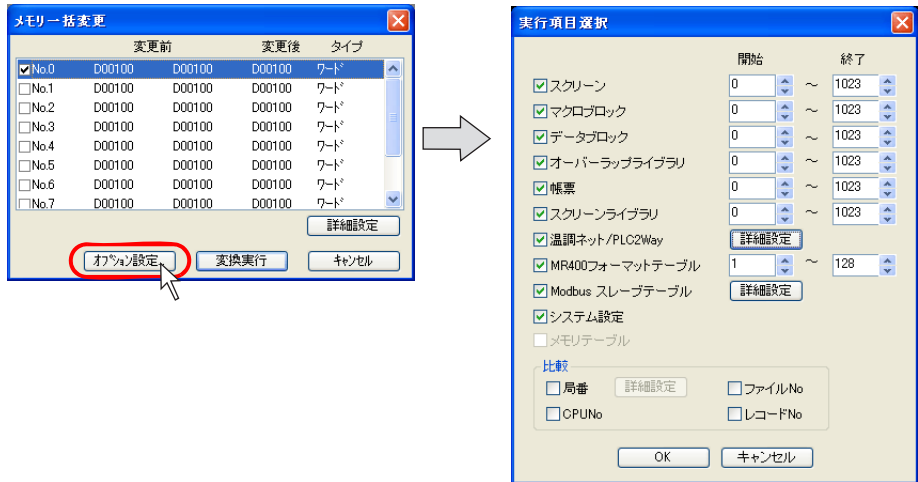 メモリ一括変更
変更前 変更後 タイプ
No.0 D00100 D00100 D00100 ワード
No.1 D00100 D00100 D00100 ワード
No.2 D00100 D00100 D00100 ワード
No.3 D00100 D00100 D00100 ワード
No.4 D00100 D00100 D00100 ワード
No.5 D00100 D00100 D00100 ワード
No.6 D00100 D00100 D00100 ワード
No.7 D00100 D00100 D00100 ワード
詳細設定
オプション設定 変換実行 キャンセル
実行項目選択
開始 終了
スクリーン 0 ～ 1023
マクロブロック 0 ～ 1023
データブロック 0 ～ 1023
オーバーラップライブラリ 0 ～ 1023
帳票 0 ～ 1023
スクリーンライブラリ 0 ～ 1023
温調ネット/PLC2Way 詳細設定
MR400フォーマットテーブル 1 ～ 128
Modbus スレーブテーブル 詳細設定
システム設定
メモリテーブル
比較
局番 詳細設定 ファイルNo
CPUNo レコードNo
OK キャンセル